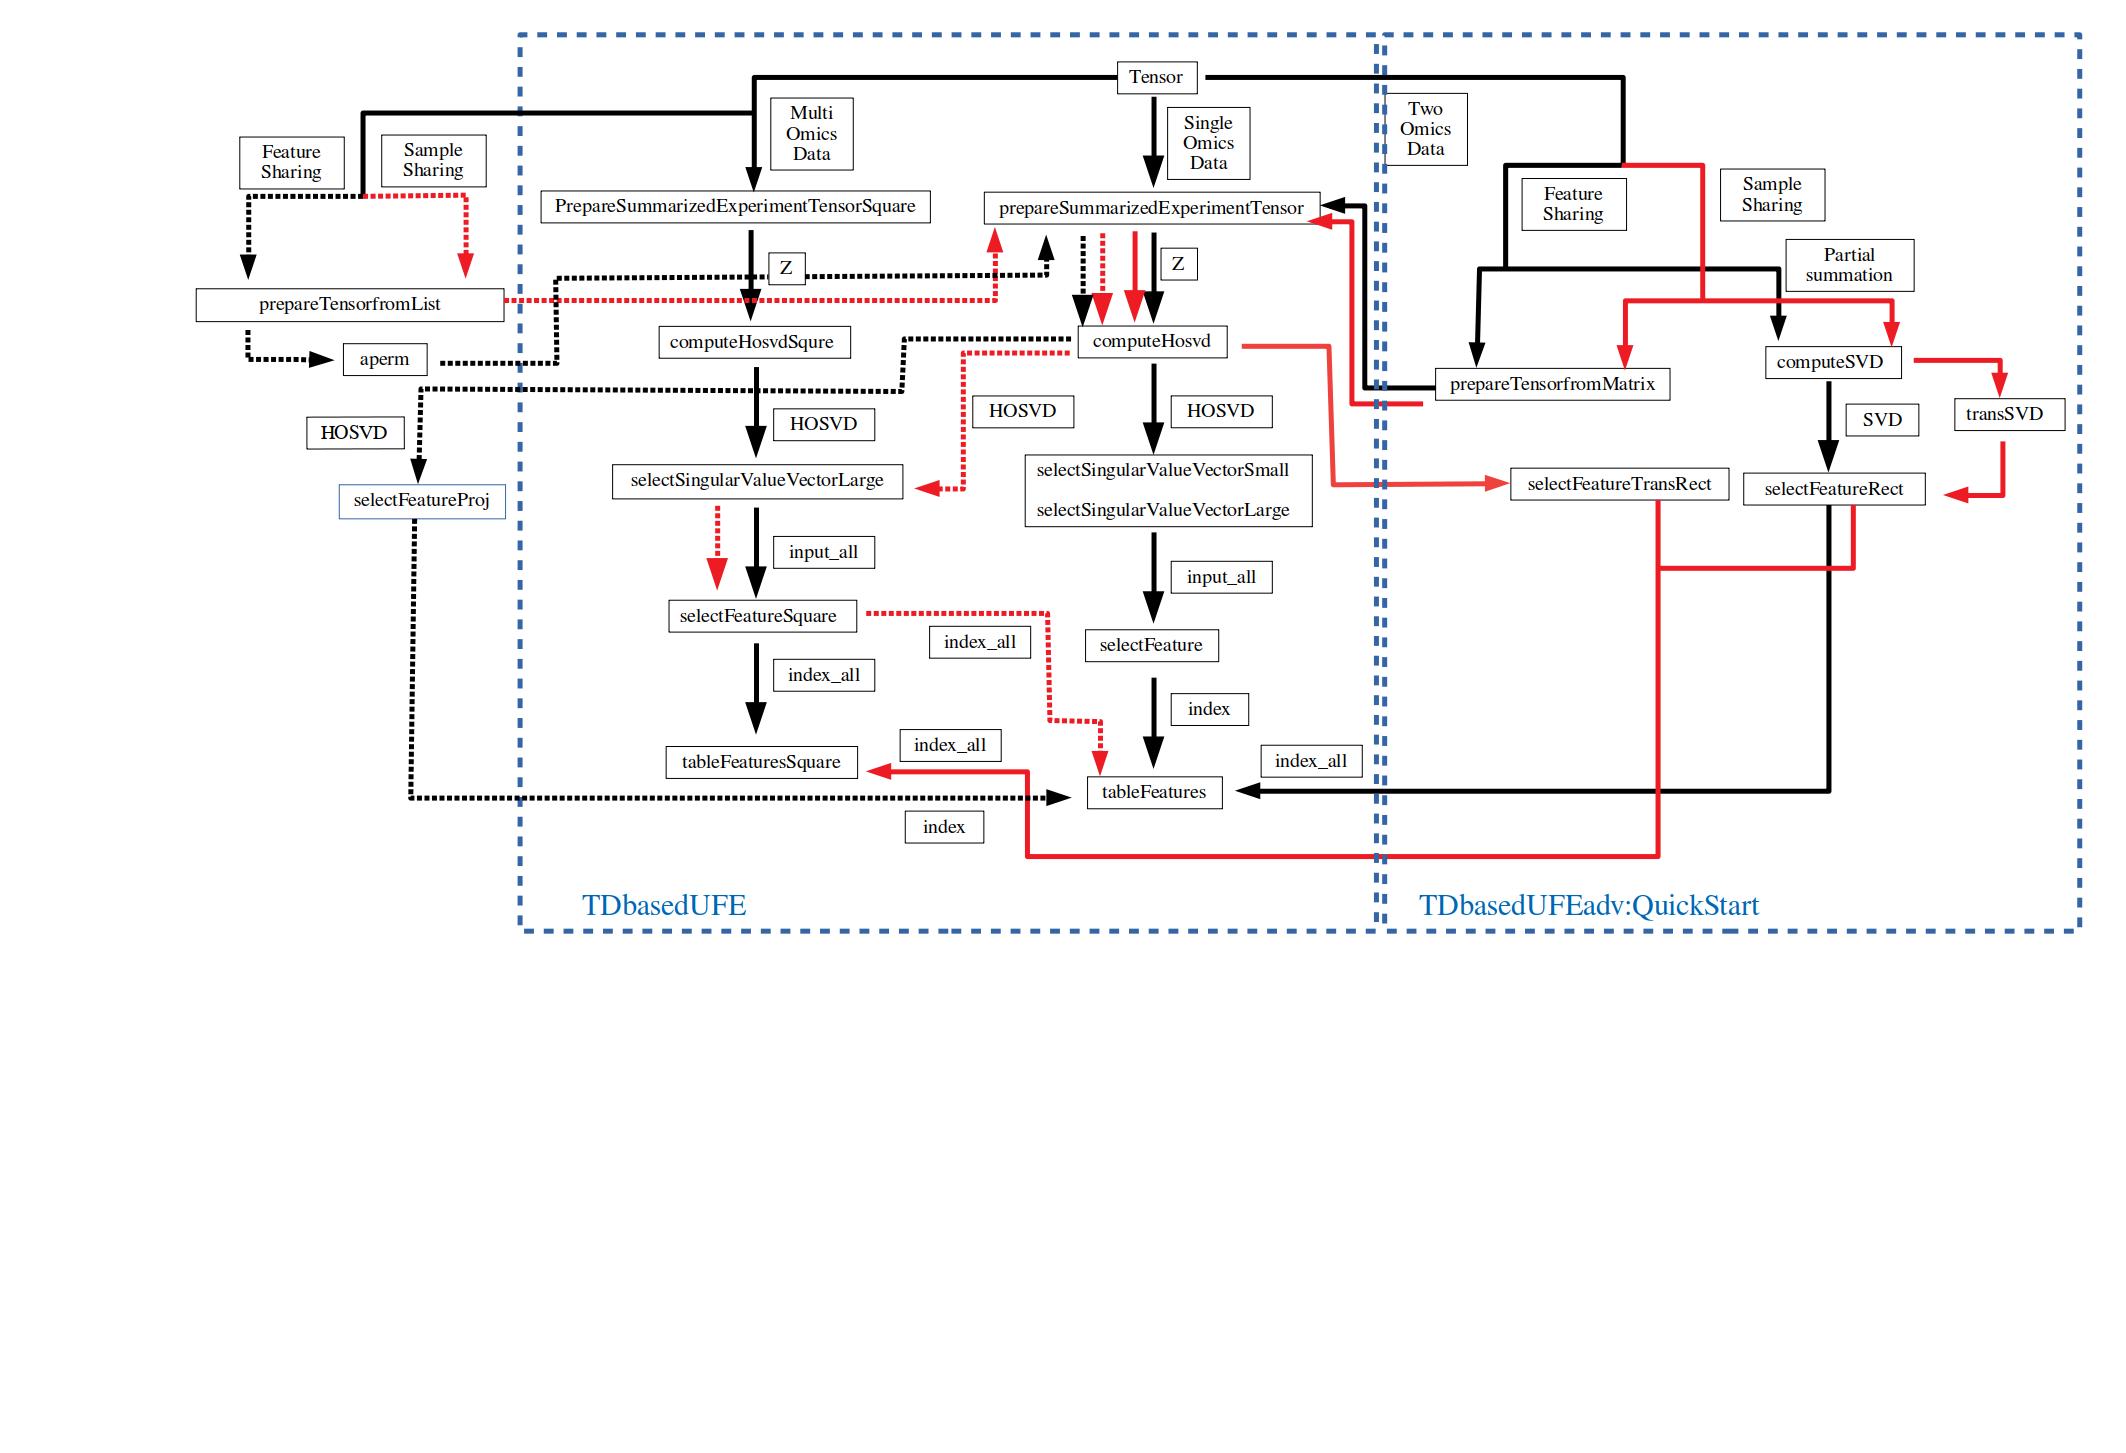 Tensor
Multi
Omics
Data
Single
Omics
Data
Two
Omics
Data
Feature
Sharing
Sample
Sharing
Feature
Sharing
Sample
Sharing
PrepareSummarizedExperimentTensorSquare
prepareSummarizedExperimentTensor
Partial
summation
Z
Z
prepareTensorfromList
aperm
computeHosvdSqure
computeHosvd
prepareTensorfromMatrix
computeSVD
transSVD
HOSVD
HOSVD
HOSVD
HOSVD
SVD
selectFeatureProj
selectSingularValueVectorLarge
selectSingularValueVectorSmall
selectSingularValueVectorLarge
selectFeatureTransRect
selectFeatureRect
input_all
input_all
selectFeatureSquare
index_all
selectFeature
index_all
index
tableFeaturesSquare
index_all
index_all
tableFeatures
index
TDbasedUFE
TDbasedUFEadv:QuickStart